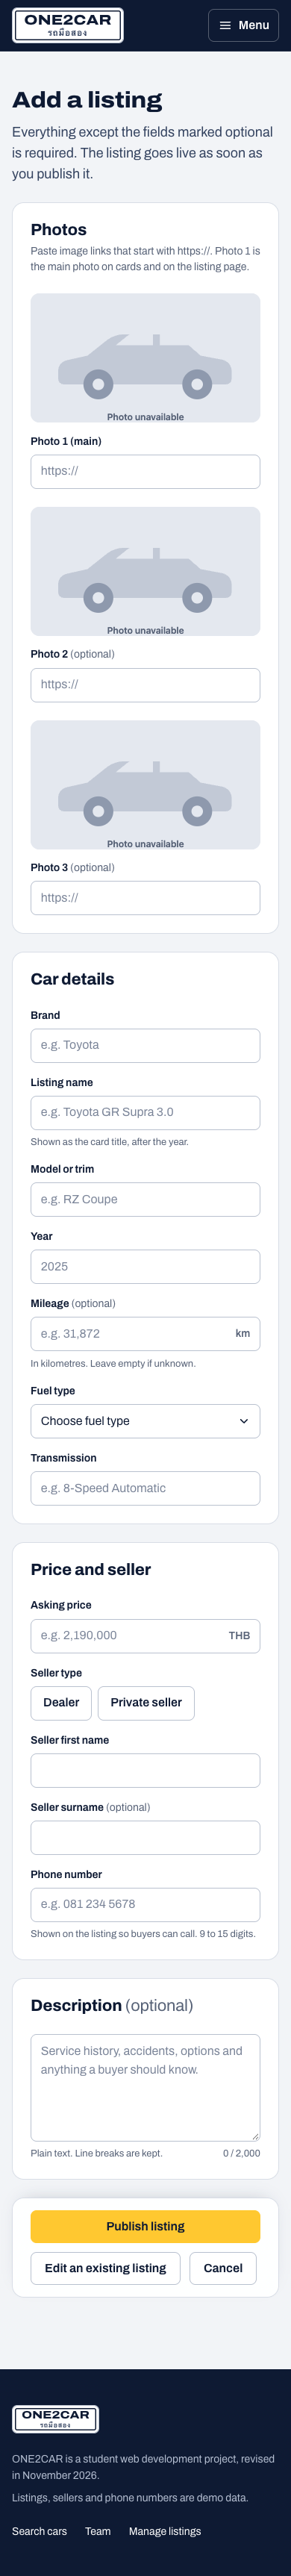 ONE2CAR
รถมือสอง
Menu
Add a listing
Everything except the fields marked optional
is required. The listing goes live as soon as
you publish it.
Photos
Paste image links that start with https://. Photo 1 is
the main photo on cards and on the listing page.
Photo unavailable
Photo 1 (main)
https://
Photo unavailable
Photo 2 (optional)
https://
Photo unavailable
Photo 3 (optional)
https://
Car details
Brand
e.g. Toyota
Listing name
e.g. Toyota GR Supra 3.0
Shown as the card title, after the year.
Model or trim
e.g. RZ Coupe
Year
2025
Mileage (optional)
e.g. 31,872 km
In kilometres. Leave empty if unknown.
Fuel type
Choose fuel type
Transmission
e.g. 8-Speed Automatic
Price and seller
Asking price
e.g. 2,190,000 THB
Seller type
Dealer Private seller
Seller first name
Seller surname (optional)
Phone number
e.g. 081 234 5678
Shown on the listing so buyers can call. 9 to 15 digits.
Description (optional)
Service history, accidents, options and
anything a buyer should know.
Plain text. Line breaks are kept. 0 / 2,000
Publish listing
Edit an existing listing Cancel
ONE2CAR
รถมือสอง
ONE2CAR is a student web development project, revised
in November 2026.
Listings, sellers and phone numbers are demo data.
Search cars Team Manage listings